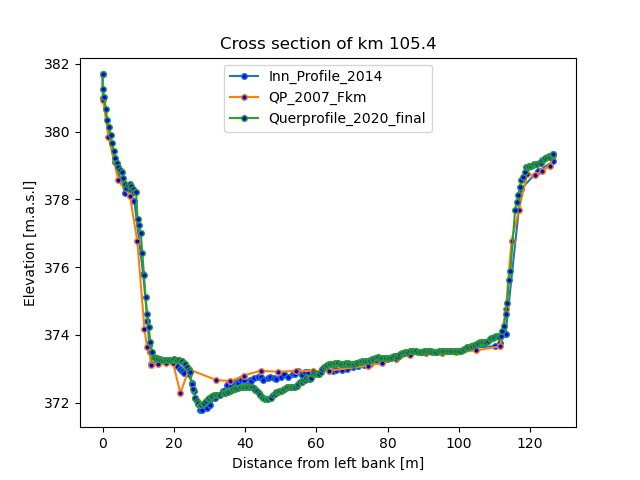 Cross section of km 105.4
Inn_Profile_2014
QP_2007_Fkm
Querprofile_2020_final
Elevation [m.a.s.l]
382
380
378
376
374
372
0 20 40 60 80 100 120
Distance from left bank [m]